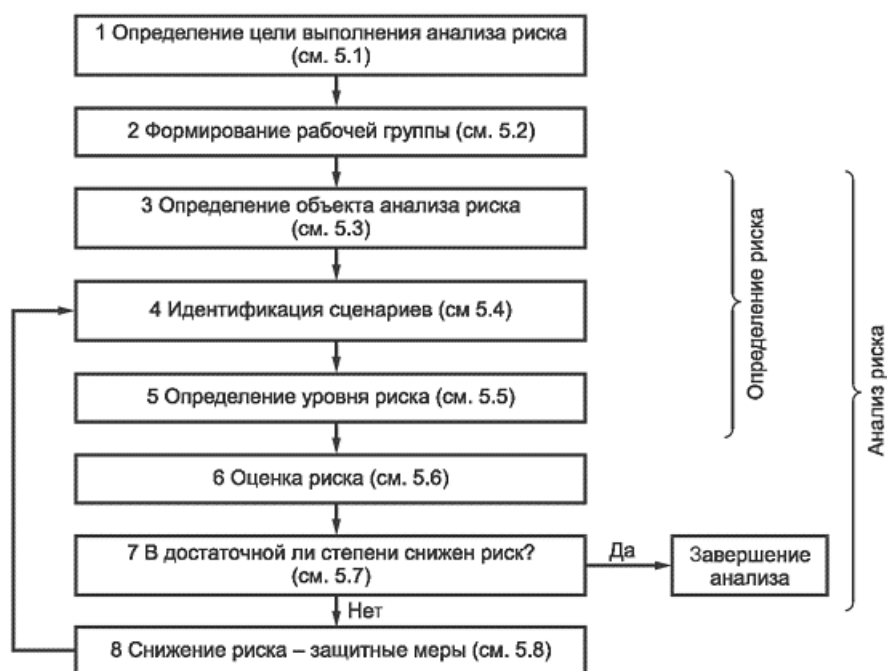 1 Определение цели выполнения анализа риска
(см. 5.1)
2 Формирование рабочей группы (см. 5.2)
3 Определение объекта анализа риска
(см. 5.3)
4 Идентификация сценариев (см 5.4)
5 Определение уровня риска (см. 5.5)
6 Оценка риска (см. 5.6)
7 В достаточной ли степени снижен риск?
(см. 5.7)
Да
Завершение
анализа
Нет
8 Снижение риска – защитные меры (см. 5.8)
Определение риска
Анализ риска